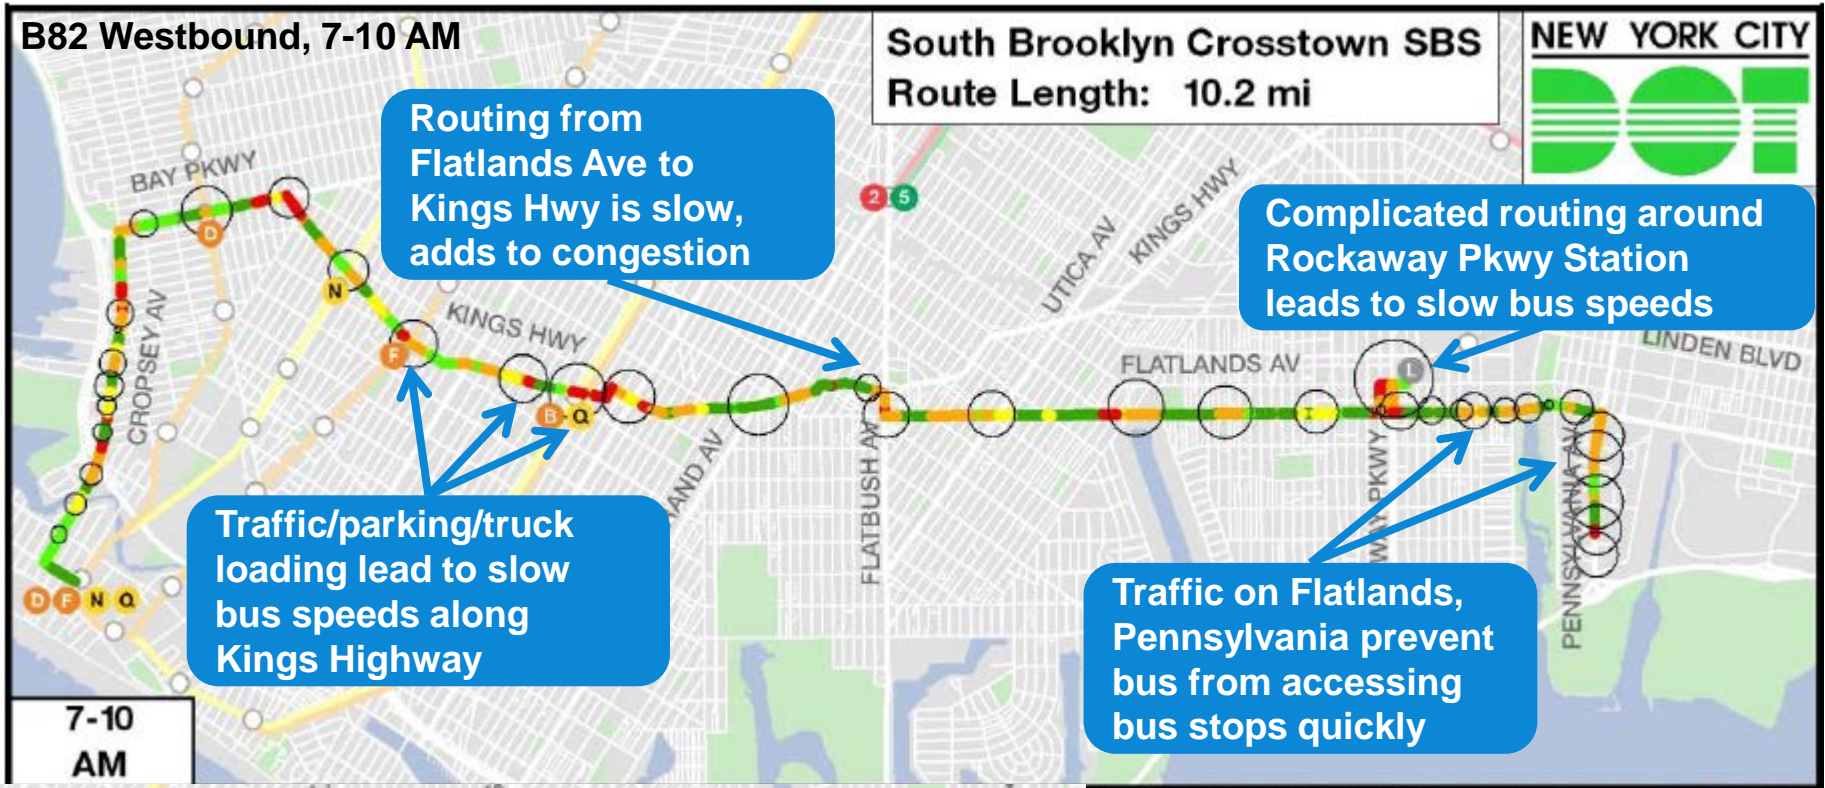 B82 Westbound, 7-10 AM
South Brooklyn Crosstown SBS
Route Length: 10.2 mi
NEW YORK CITY
DOT
Routing from
Flatlands Ave to
Kings Hwy is slow,
adds to congestion
Complicated routing around
Rockaway Pkwy Station
leads to slow bus speeds
BAY PKWY
D
N
F
KINGS HWY
B
Q
2
5
UTICA AV
KINGS HWY
FLATLANDS AV
L
LINDEN BLVD
CROPSEY AV
AND AV
FLATBUSH AV
WAY PKWY
PENNSYLVANIA AV
D F N Q
Traffic/parking/truck
loading lead to slow
bus speeds along
Kings Highway
Traffic on Flatlands,
Pennsylvania prevent
bus from accessing
bus stops quickly
7-10
AM